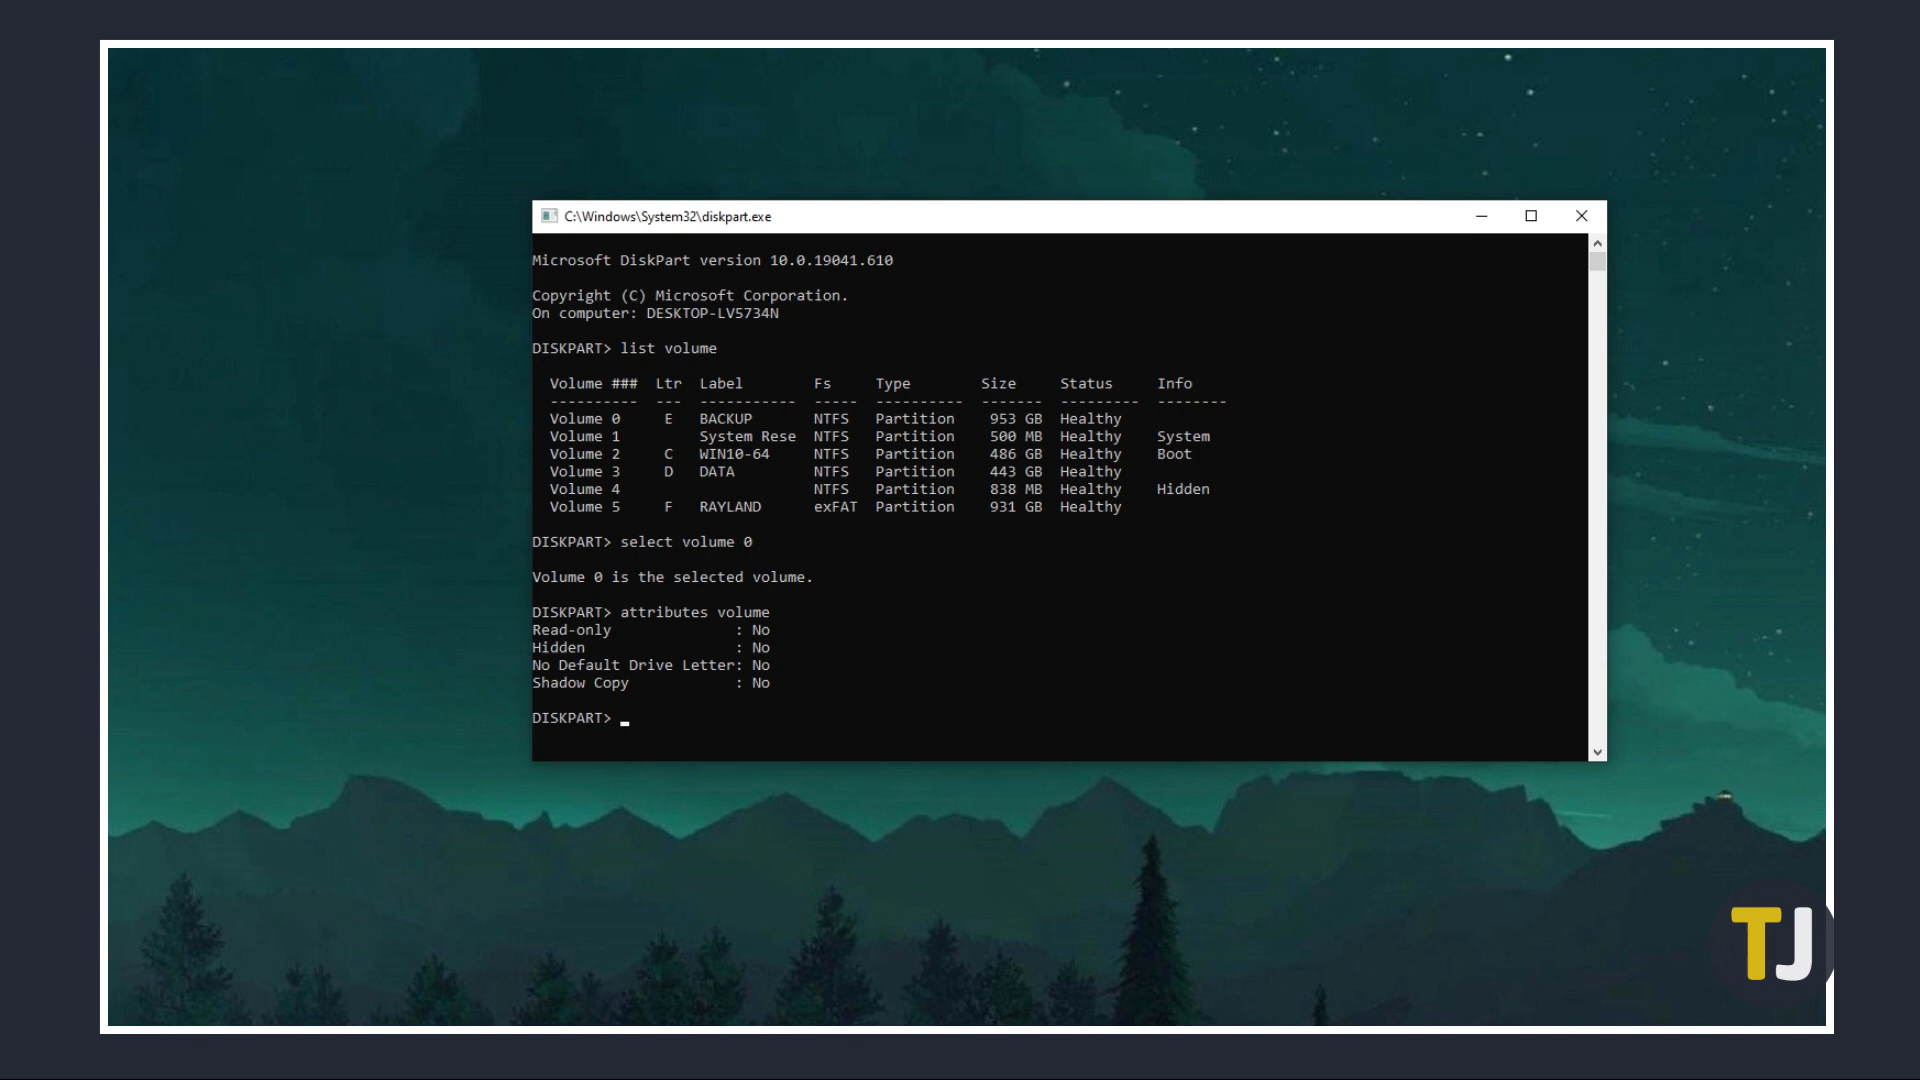 C:\Windows\System32\diskpart.exe
Microsoft DiskPart version 10.0.19041.610
Copyright (C) Microsoft Corporation.
On computer: DESKTOP-LV5734N
DISKPART> list volume
  Volume ###  Ltr  Label        Fs     Type        Size     Status     Info
  ----------  ---  -----------  -----  ----------  -------  ---------  --------
  Volume 0     E   BACKUP       NTFS   Partition    953 GB  Healthy
  Volume 1         System Rese  NTFS   Partition    500 MB  Healthy    System
  Volume 2     C   WIN10-64     NTFS   Partition    486 GB  Healthy    Boot
  Volume 3     D   DATA         NTFS   Partition    443 GB  Healthy
  Volume 4                      NTFS   Partition    838 MB  Healthy    Hidden
  Volume 5     F   RAYLAND      exFAT  Partition    931 GB  Healthy
DISKPART> select volume 0
Volume 0 is the selected volume.
DISKPART> attributes volume
Read-only              : No
Hidden                 : No
No Default Drive Letter: No
Shadow Copy            : No
DISKPART>
TJ